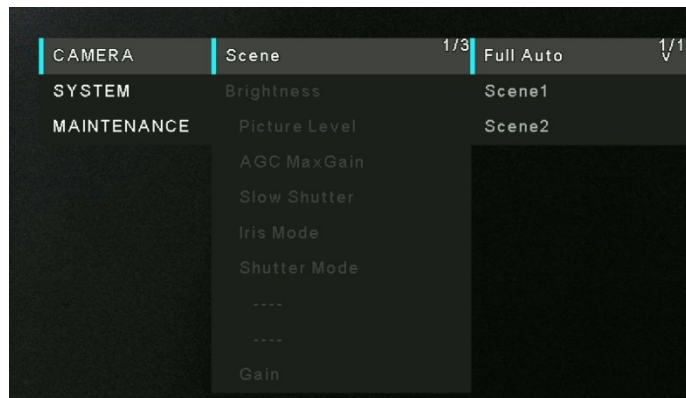 CAMERA
SYSTEM
MAINTENANCE
Scene 1/3
Brightness
Picture Level
AGC MaxGain
Slow Shutter
Iris Mode
Shutter Mode
----
----
Gain
Full Auto 1/1
Scene1
Scene2